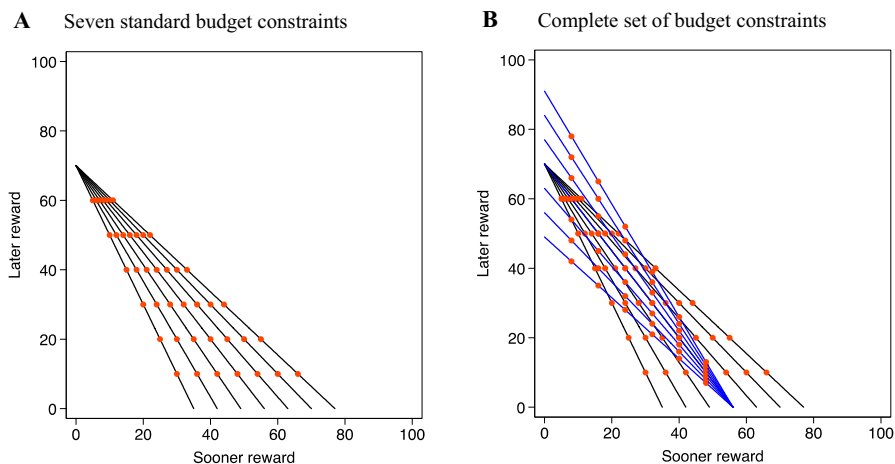 A Seven standard budget constraints
100
80
60
40
20
0
Later reward
0 20 40 60 80 100
Sooner reward
B Complete set of budget constraints
100
80
60
40
20
0
Later reward
0 20 40 60 80 100
Sooner reward